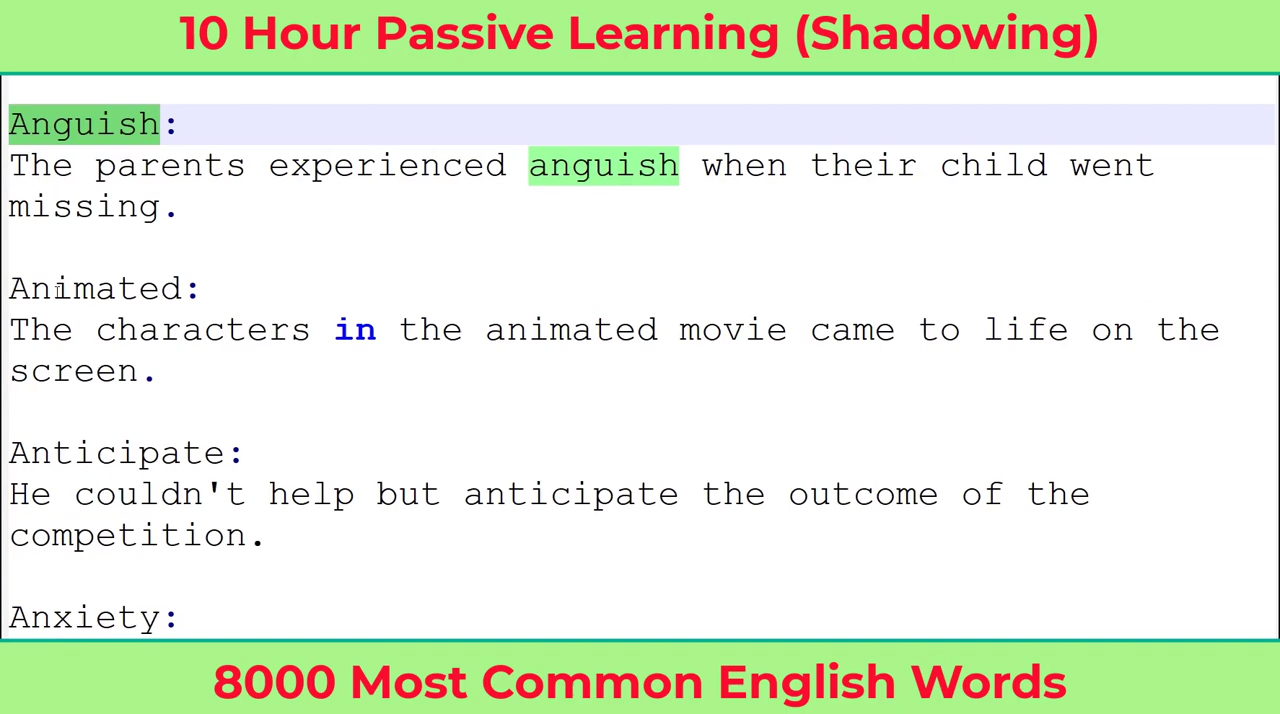 10 Hour Passive Learning (Shadowing)
Anguish:
The parents experienced anguish when their child went
missing.
Animated:
The characters in the animated movie came to life on the
screen.
Anticipate:
He couldn't help but anticipate the outcome of the
competition.
Anxiety:
8000 Most Common English Words